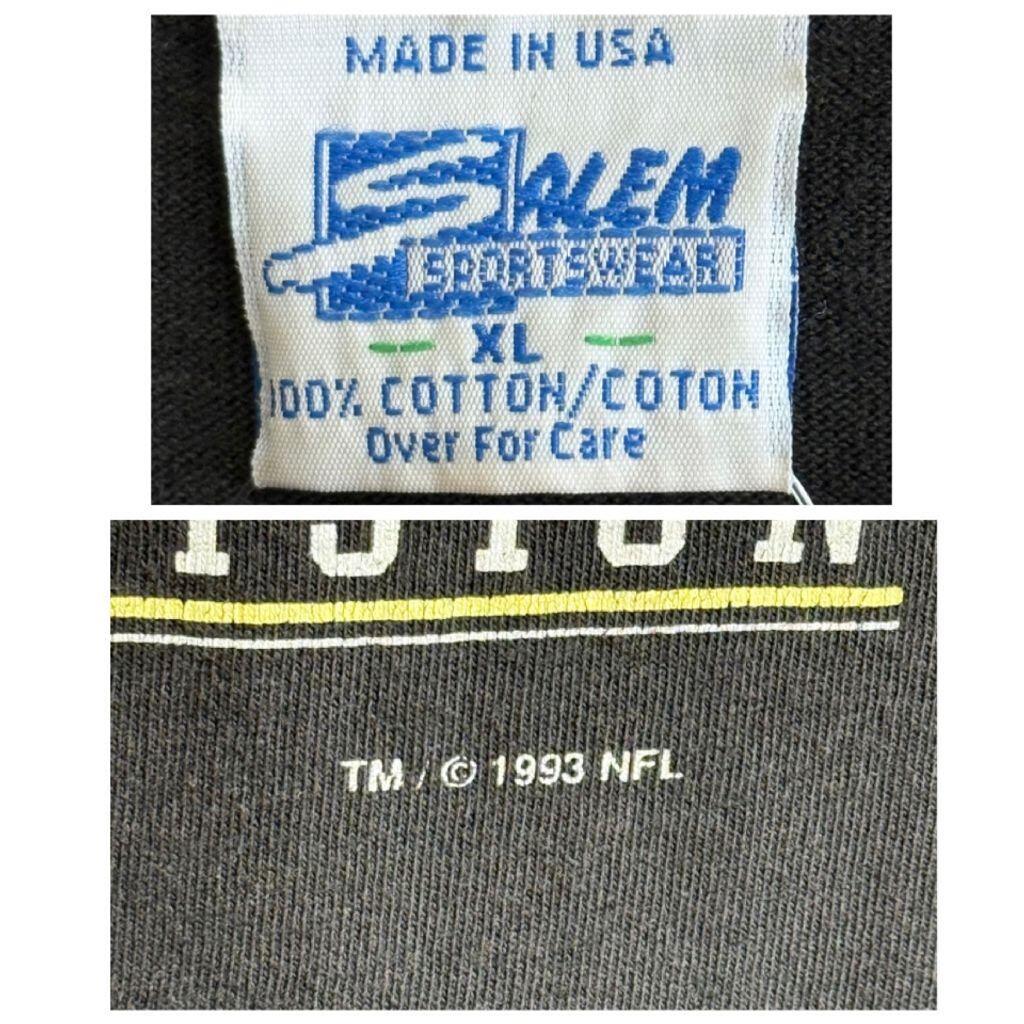 MADE IN USA
SALEM
SPORTSWEAR
XL
100% COTTON/COTON
Over For Care
TM / © 1993 NFL